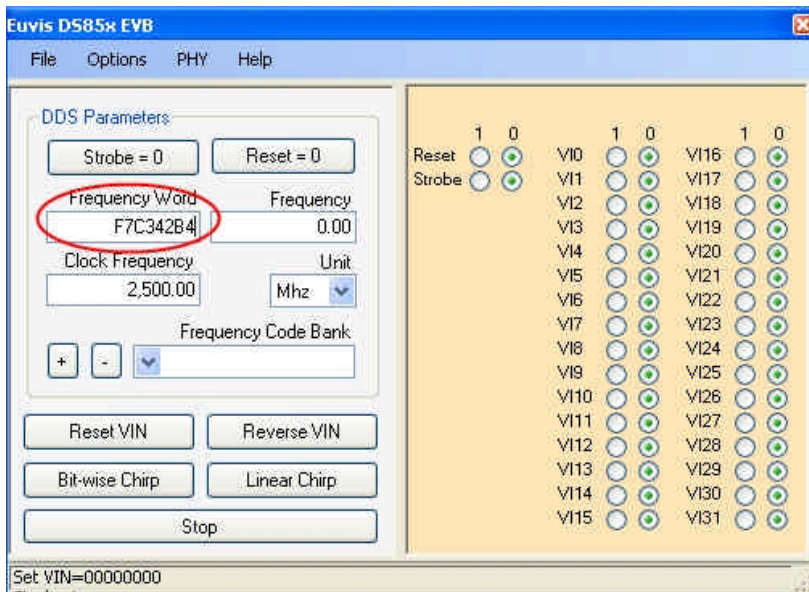 Euvis DS85x EVB
File Options PHY Help
DDS Parameters
Strobe = 0 Reset = 0
Frequency Word Frequency
F7C342B4 0.00
Clock Frequency Unit
2,500.00 Mhz
Frequency Code Bank
+ -
Reset VIN Reverse VIN
Bit-wise Chirp Linear Chirp
Stop
1 0 1 0 1 0
Reset VI0 VI16
Strobe VI1 VI17
VI2 VI18
VI3 VI19
VI4 VI20
VI5 VI21
VI6 VI22
VI7 VI23
VI8 VI24
VI9 VI25
VI10 VI26
VI11 VI27
VI12 VI28
VI13 VI29
VI14 VI30
VI15 VI31
Set VIN=00000000